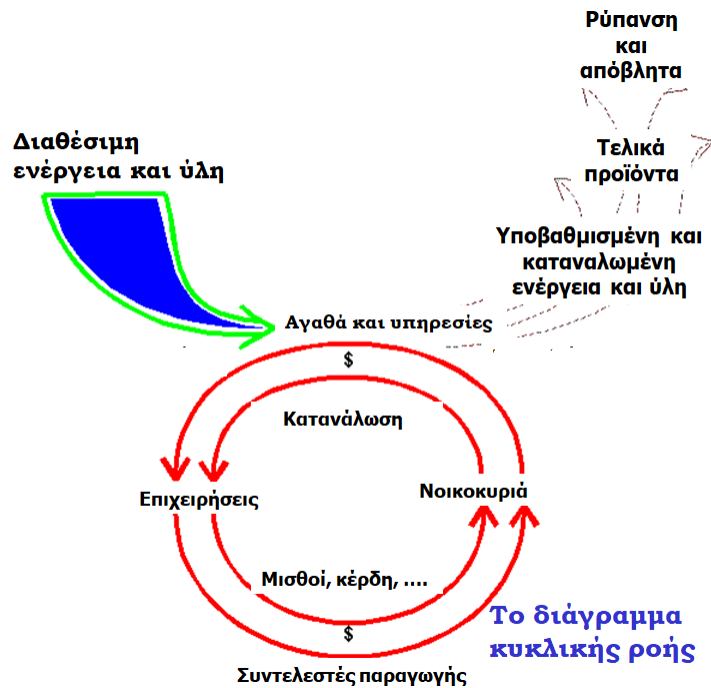 Ρύπανση
και
απόβλητα
Διαθέσιμη
ενέργεια και ύλη
Τελικά
προϊόντα
Υποβαθμισμένη και
καταναλωμένη
ενέργεια και ύλη
Αγαθά και υπηρεσίες
$
Κατανάλωση
Επιχειρήσεις
Νοικοκυριά
Μισθοί, κέρδη, ....
$
Συντελεστές παραγωγής
Το διάγραμμα
κυκλικής ροής